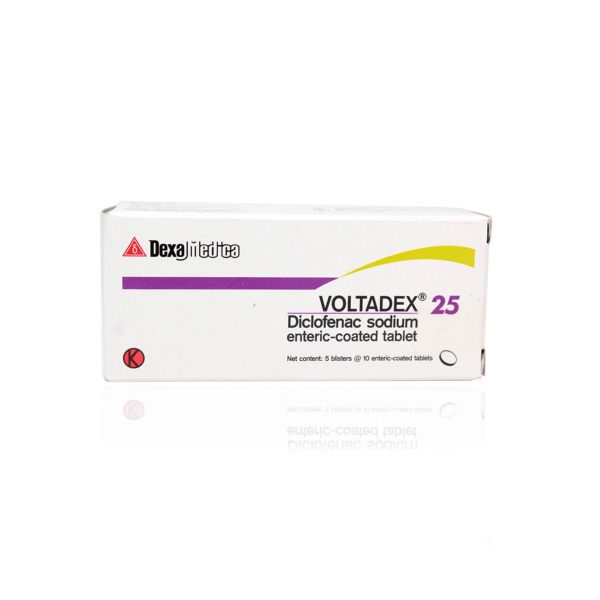 DexaMedica
VOLTADEX® 25
Diclofenac sodium
enteric-coated tablet
Net content: 5 blisters @ 10 enteric-coated tablets
K